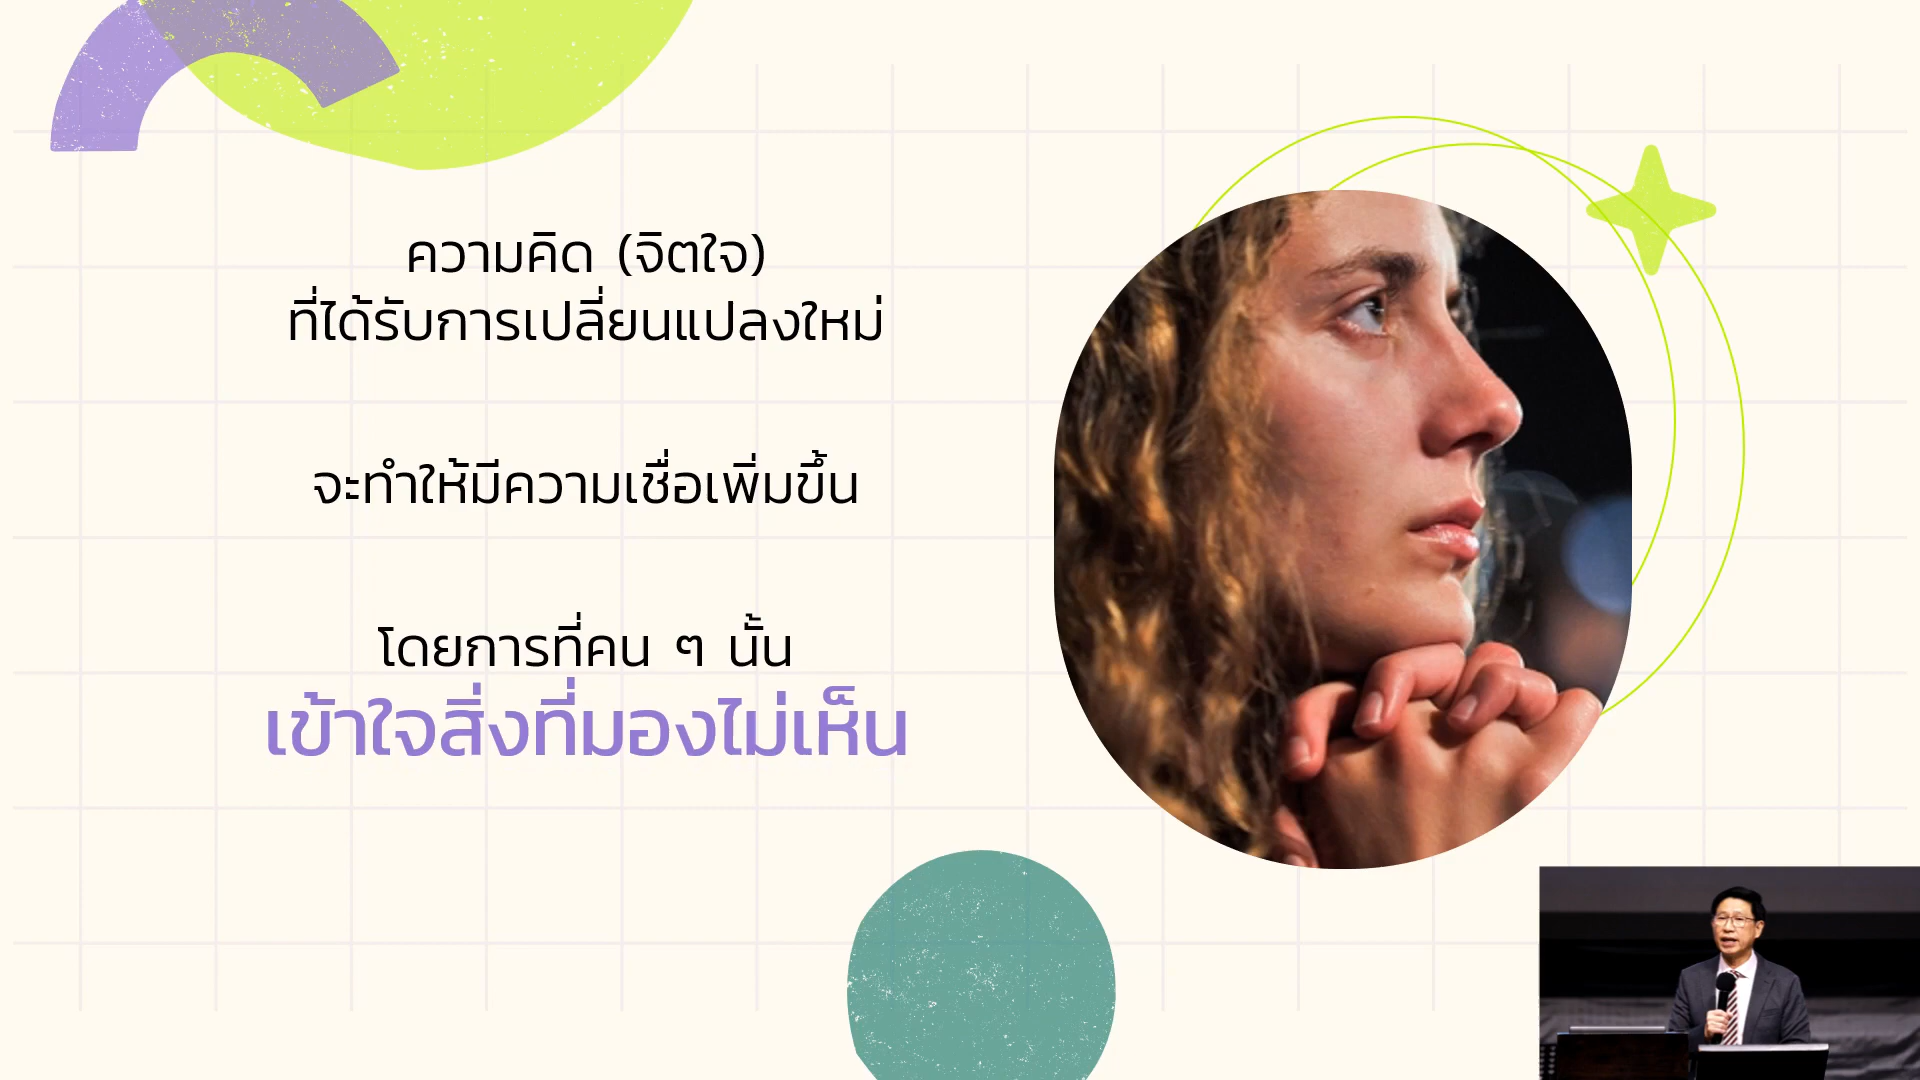 ความคิด (จิตใจ)
ที่ได้รับการเปลี่ยนแปลงใหม่
จะทำให้มีความเชื่อเพิ่มขึ้น
โดยการที่คน ๆ นั้น
เข้าใจสิ่งที่มองไม่เห็น